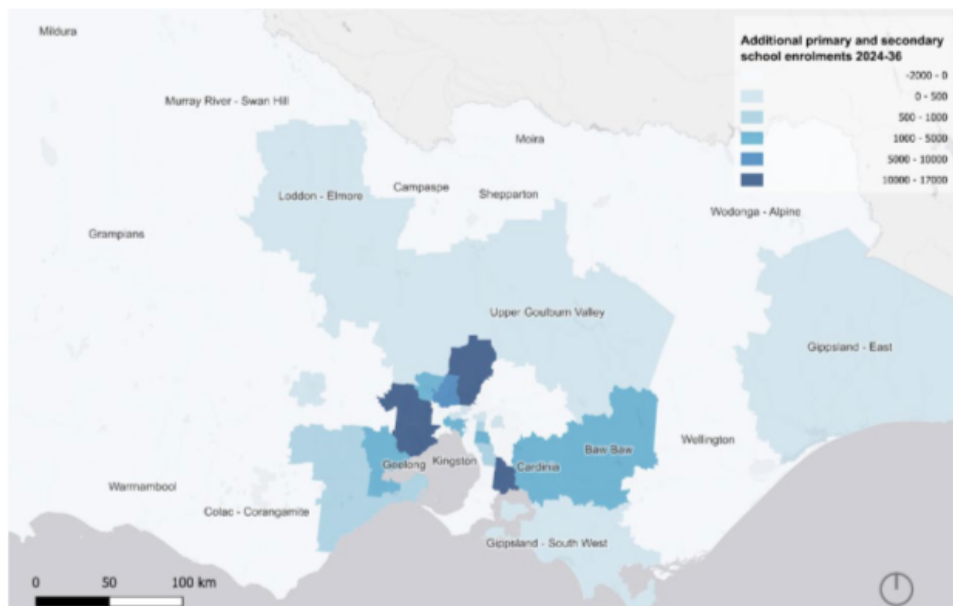 Mildura
Additional primary and secondary
school enrolments 2024-36
-2000 - 0
0 - 500
500 - 1000
1000 - 5000
5000 - 10000
10000 - 17000
Murray River - Swan Hill
Moira
Campaspe
Loddon - Elmore
Shepparton
Wodonga - Alpine
Grampians
Upper Goulburn Valley
Gippsland - East
Wellington
Baw Baw
Geelong
Kingston
Cardinia
Warrnambool
Colac - Corangamite
Gippsland - South West
0 50 100 km